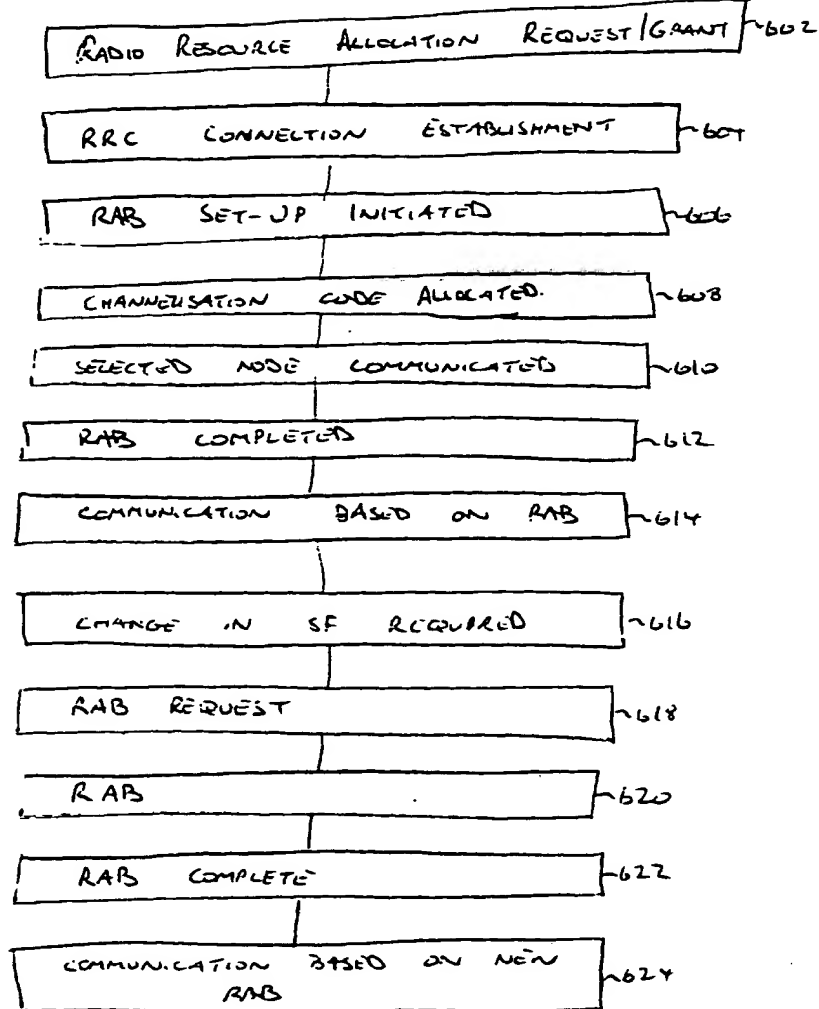 RADIO RESOURCE ALLOCATION REQUEST/GRANT 602
RRC CONNECTION ESTABLISHMENT 604
RAB SET-UP INITIATED 606
CHANNELISATION CODE ALLOCATED. 608
SELECTED NODE COMMUNICATED 610
RAB COMPLETED 612
COMMUNICATION BASED ON RAB 614
CHANGE IN SF REQUIRED 616
RAB REQUEST 618
RAB 620
RAB COMPLETE 622
COMMUNICATION BASED ON NEW
RAB 624